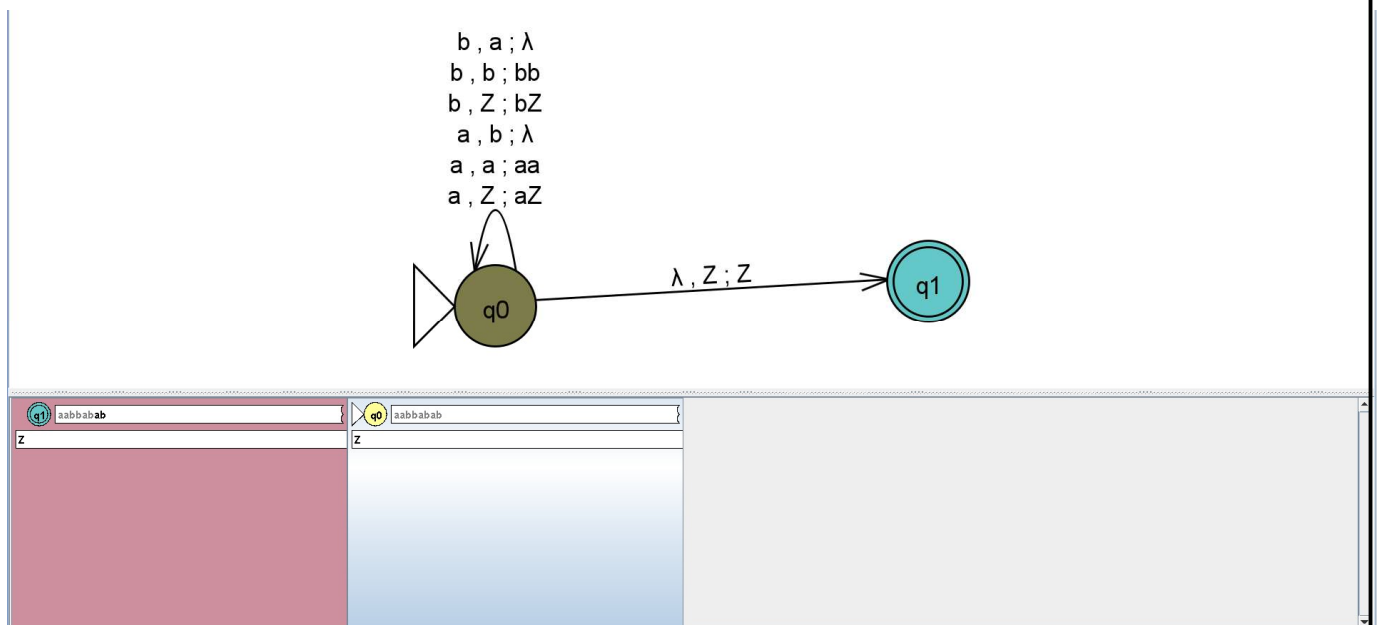 b , a ; λ
b , b ; bb
b , Z ; bZ
a , b ; λ
a , a ; aa
a , Z ; aZ
λ , Z ; Z
q0
q1
q1 aabbabab
Z
q0 aabbabab
Z